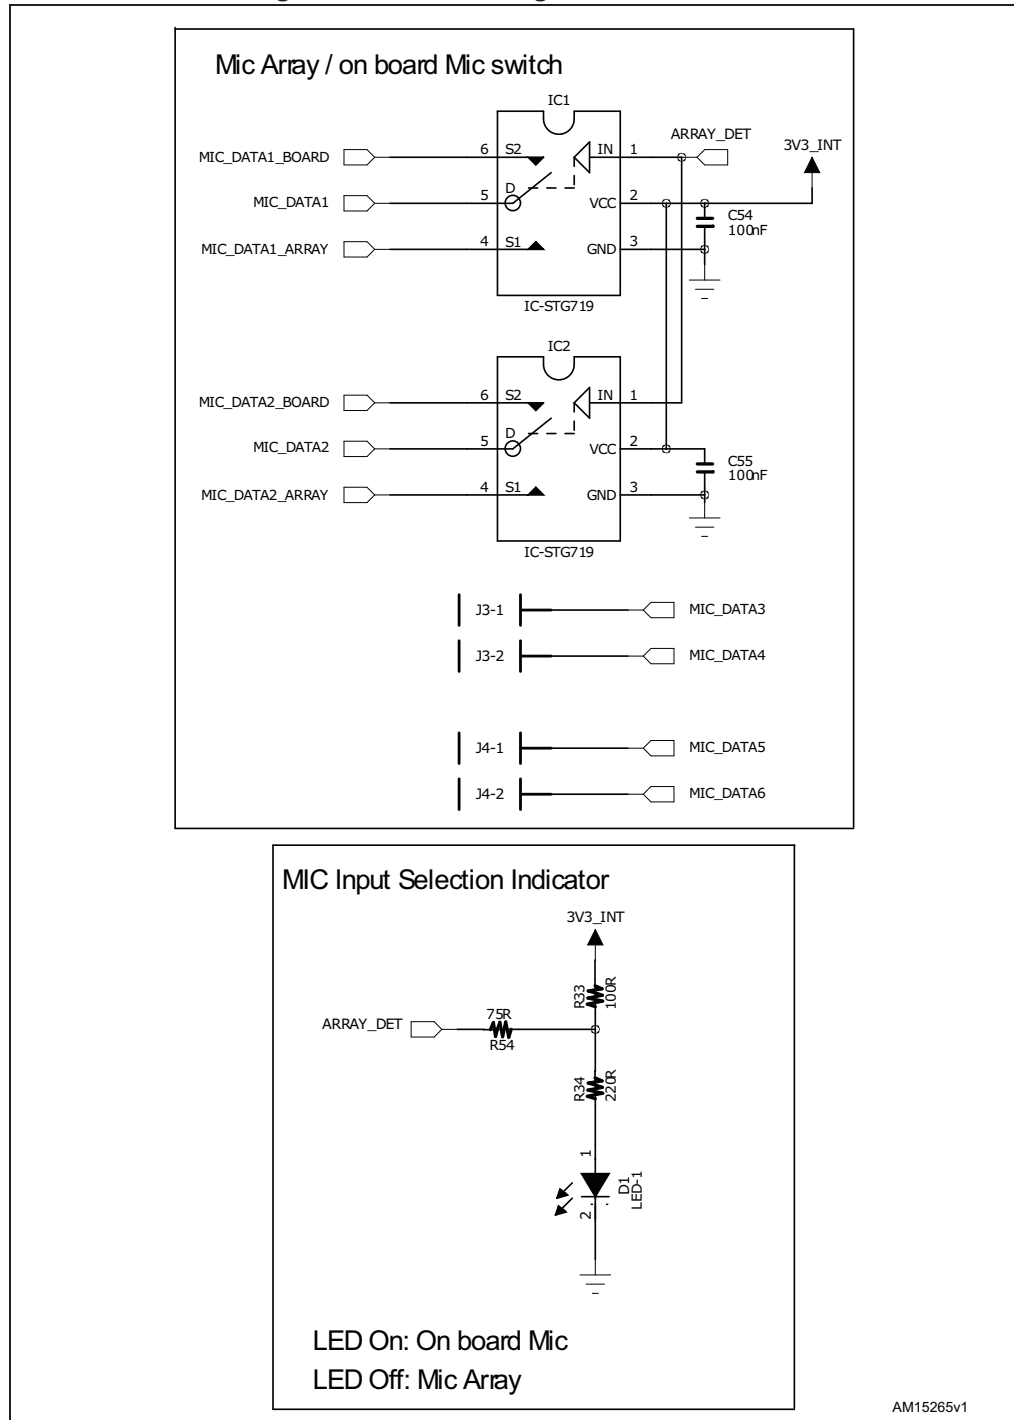 Mic Array / on board Mic switch
IC1
ARRAY_DET
3V3_INT
MIC_DATA1_BOARD 6 S2 IN 1
MIC_DATA1 5 D VCC 2
C54
100nF
MIC_DATA1_ARRAY 4 S1 GND 3
IC-STG719
IC2
MIC_DATA2_BOARD 6 S2 IN 1
MIC_DATA2 5 D VCC 2
C55
100nF
MIC_DATA2_ARRAY 4 S1 GND 3
IC-STG719
J3-1 MIC_DATA3
J3-2 MIC_DATA4
J4-1 MIC_DATA5
J4-2 MIC_DATA6
MIC Input Selection Indicator
3V3_INT
R33
100R
ARRAY_DET
75R
R54
R34
220R
1
D1
LED-1
2
LED On: On board Mic
LED Off: Mic Array
AM15265v1